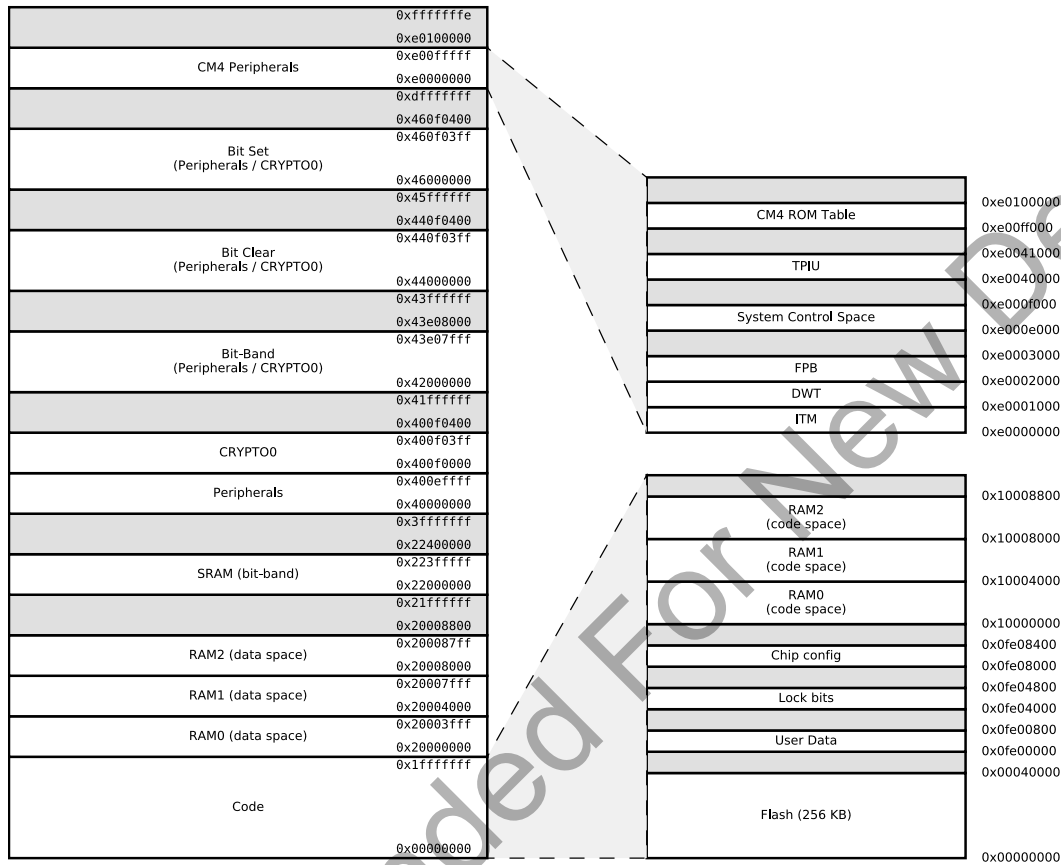 0xfffffffe
0xe0100000
0xe00fffff
CM4 Peripherals
0xe0000000
0xdfffffff
0x460f0400
0x460f03ff
Bit Set
(Peripherals / CRYPTO0)
0x46000000
0x45ffffff
0x440f0400
0x440f03ff
Bit Clear
(Peripherals / CRYPTO0)
0x44000000
0x43ffffff
0x43e08000
0x43e07fff
Bit-Band
(Peripherals / CRYPTO0)
0x42000000
0x41ffffff
0x400f0400
0x400f03ff
CRYPTO0
0x400f0000
0x400effff
Peripherals
0x40000000
0x3fffffff
0x22400000
0x223fffff
SRAM (bit-band)
0x22000000
0x21ffffff
0x20008800
0x200087ff
RAM2 (data space)
0x20008000
0x20007fff
RAM1 (data space)
0x20004000
0x20003fff
RAM0 (data space)
0x20000000
0x1fffffff
Code
0x00000000
0xe0100000
CM4 ROM Table
0xe00ff000
0xe0041000
TPIU
0xe0040000
0xe000f000
System Control Space
0xe000e000
0xe0003000
FPB
0xe0002000
DWT
0xe0001000
ITM
0xe0000000
0x10008800
RAM2
(code space)
0x10008000
RAM1
(code space)
0x10004000
RAM0
(code space)
0x10000000
0x0fe08400
Chip config
0x0fe08000
0x0fe04800
Lock bits
0x0fe04000
0x0fe00800
User Data
0x0fe00000
0x00040000
Flash (256 KB)
0x00000000
For New